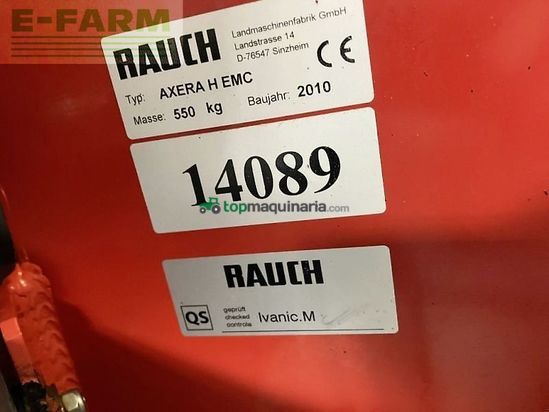 E-FARM
RAUCH
Landmaschinenfabrik GmbH
Landstrasse 14
D-76547 Sinzheim
CE
Typ: AXERA H EMC
Masse: 550 kg Baujahr: 2010
14089
topmaquinaria.com
RAUCH
QS
geprüft
checked
controle
Ivanic.M